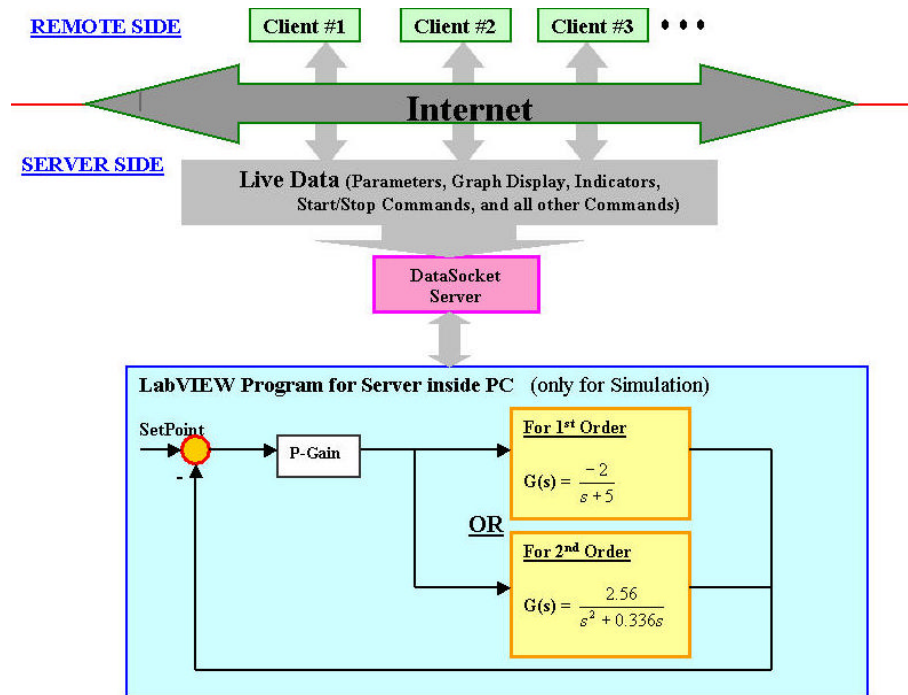 REMOTE SIDE
Client #1
Client #2
Client #3
• • •
Internet
SERVER SIDE
Live Data (Parameters, Graph Display, Indicators,
Start/Stop Commands, and all other Commands)
DataSocket
Server
LabVIEW Program for Server inside PC (only for Simulation)
SetPoint
-
P-Gain
For 1st Order
G(s) = -2 / s + 5
OR
For 2nd Order
G(s) = 2.56 / s² + 0.336s